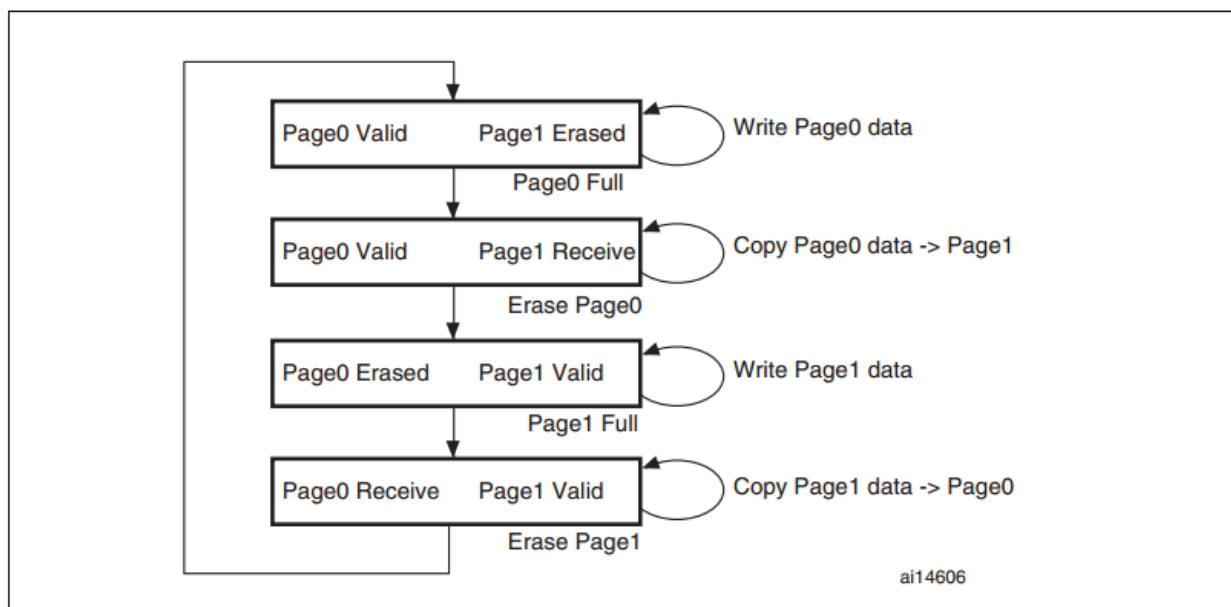 Page0 Valid Page1 Erased
Write Page0 data
Page0 Full
Page0 Valid Page1 Receive
Copy Page0 data -> Page1
Erase Page0
Page0 Erased Page1 Valid
Write Page1 data
Page1 Full
Page0 Receive Page1 Valid
Copy Page1 data -> Page0
Erase Page1
ai14606